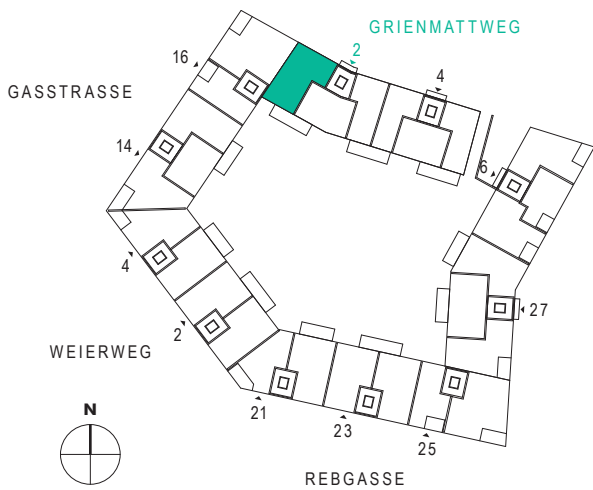 GRIENMATTWEG
2
16
4
GASSTRASSE
14
6
4
27
2
WEIERWEG
21
23
25
N
REBGASSE